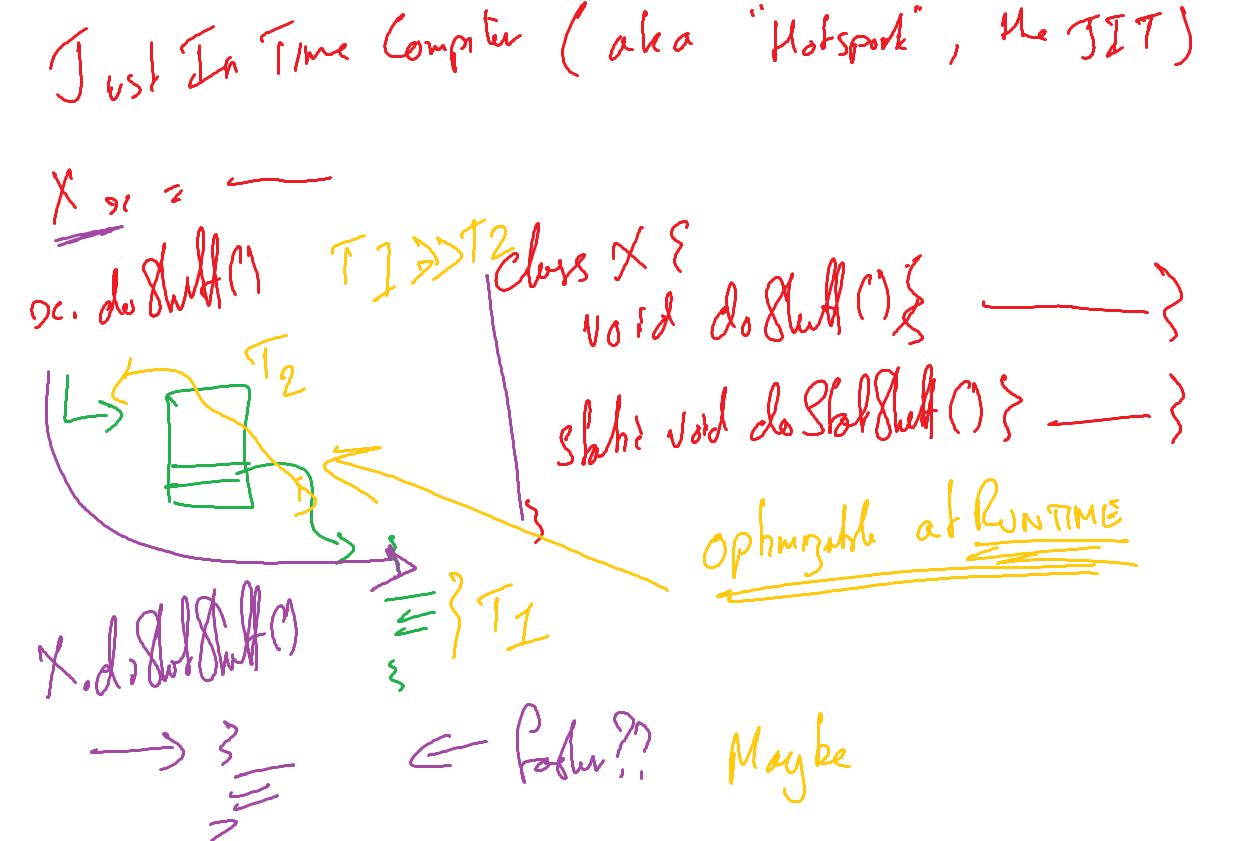 Just In Time Compiler (aka "Hotspork", the JIT)
X x = —
x.doStuff()
T1 >>> T2
class X {
void doStuff() { — }
static void doStatStuff() } — }
}
T2
optimizable at RUNTIME
} T1
X.doStatStuff()
→ }
← faster?? Maybe